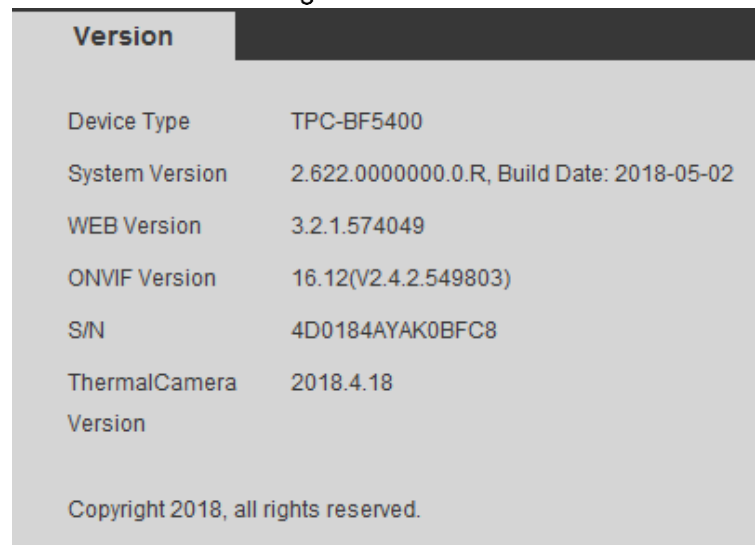 Version
Device Type TPC-BF5400
System Version 2.622.0000000.0.R, Build Date: 2018-05-02
WEB Version 3.2.1.574049
ONVIF Version 16.12(V2.4.2.549803)
S/N 4D0184AYAK0BFC8
ThermalCamera 2018.4.18
Version
Copyright 2018, all rights reserved.